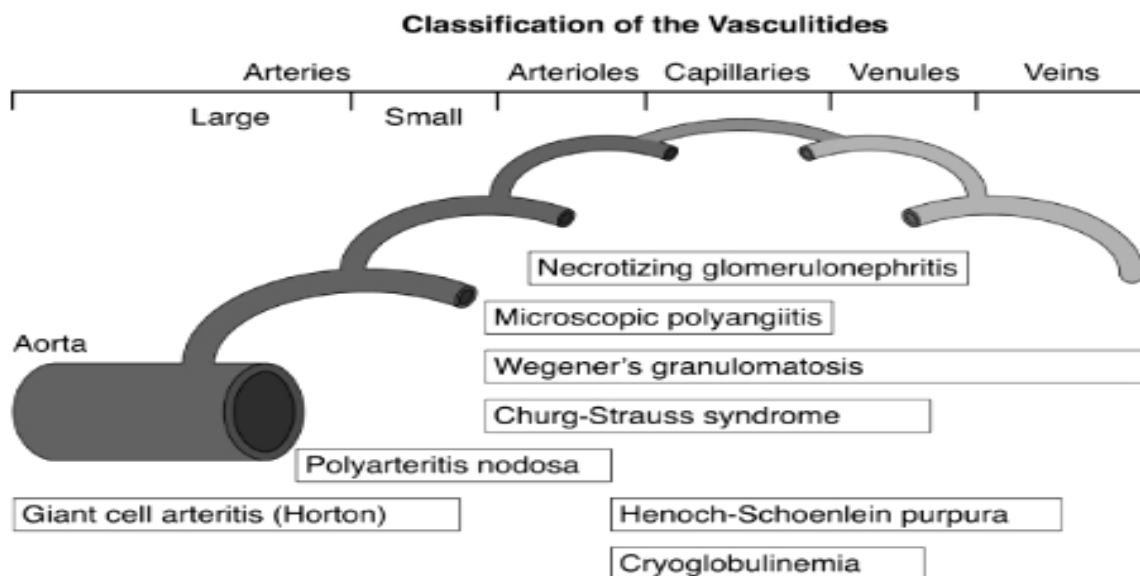 Classification of the Vasculitides
Arteries Arterioles Capillaries Venules Veins
Large Small
Necrotizing glomerulonephritis
Microscopic polyangiitis
Aorta
Wegener's granulomatosis
Churg-Strauss syndrome
Polyarteritis nodosa
Giant cell arteritis (Horton) Henoch-Schoenlein purpura
Cryoglobulinemia